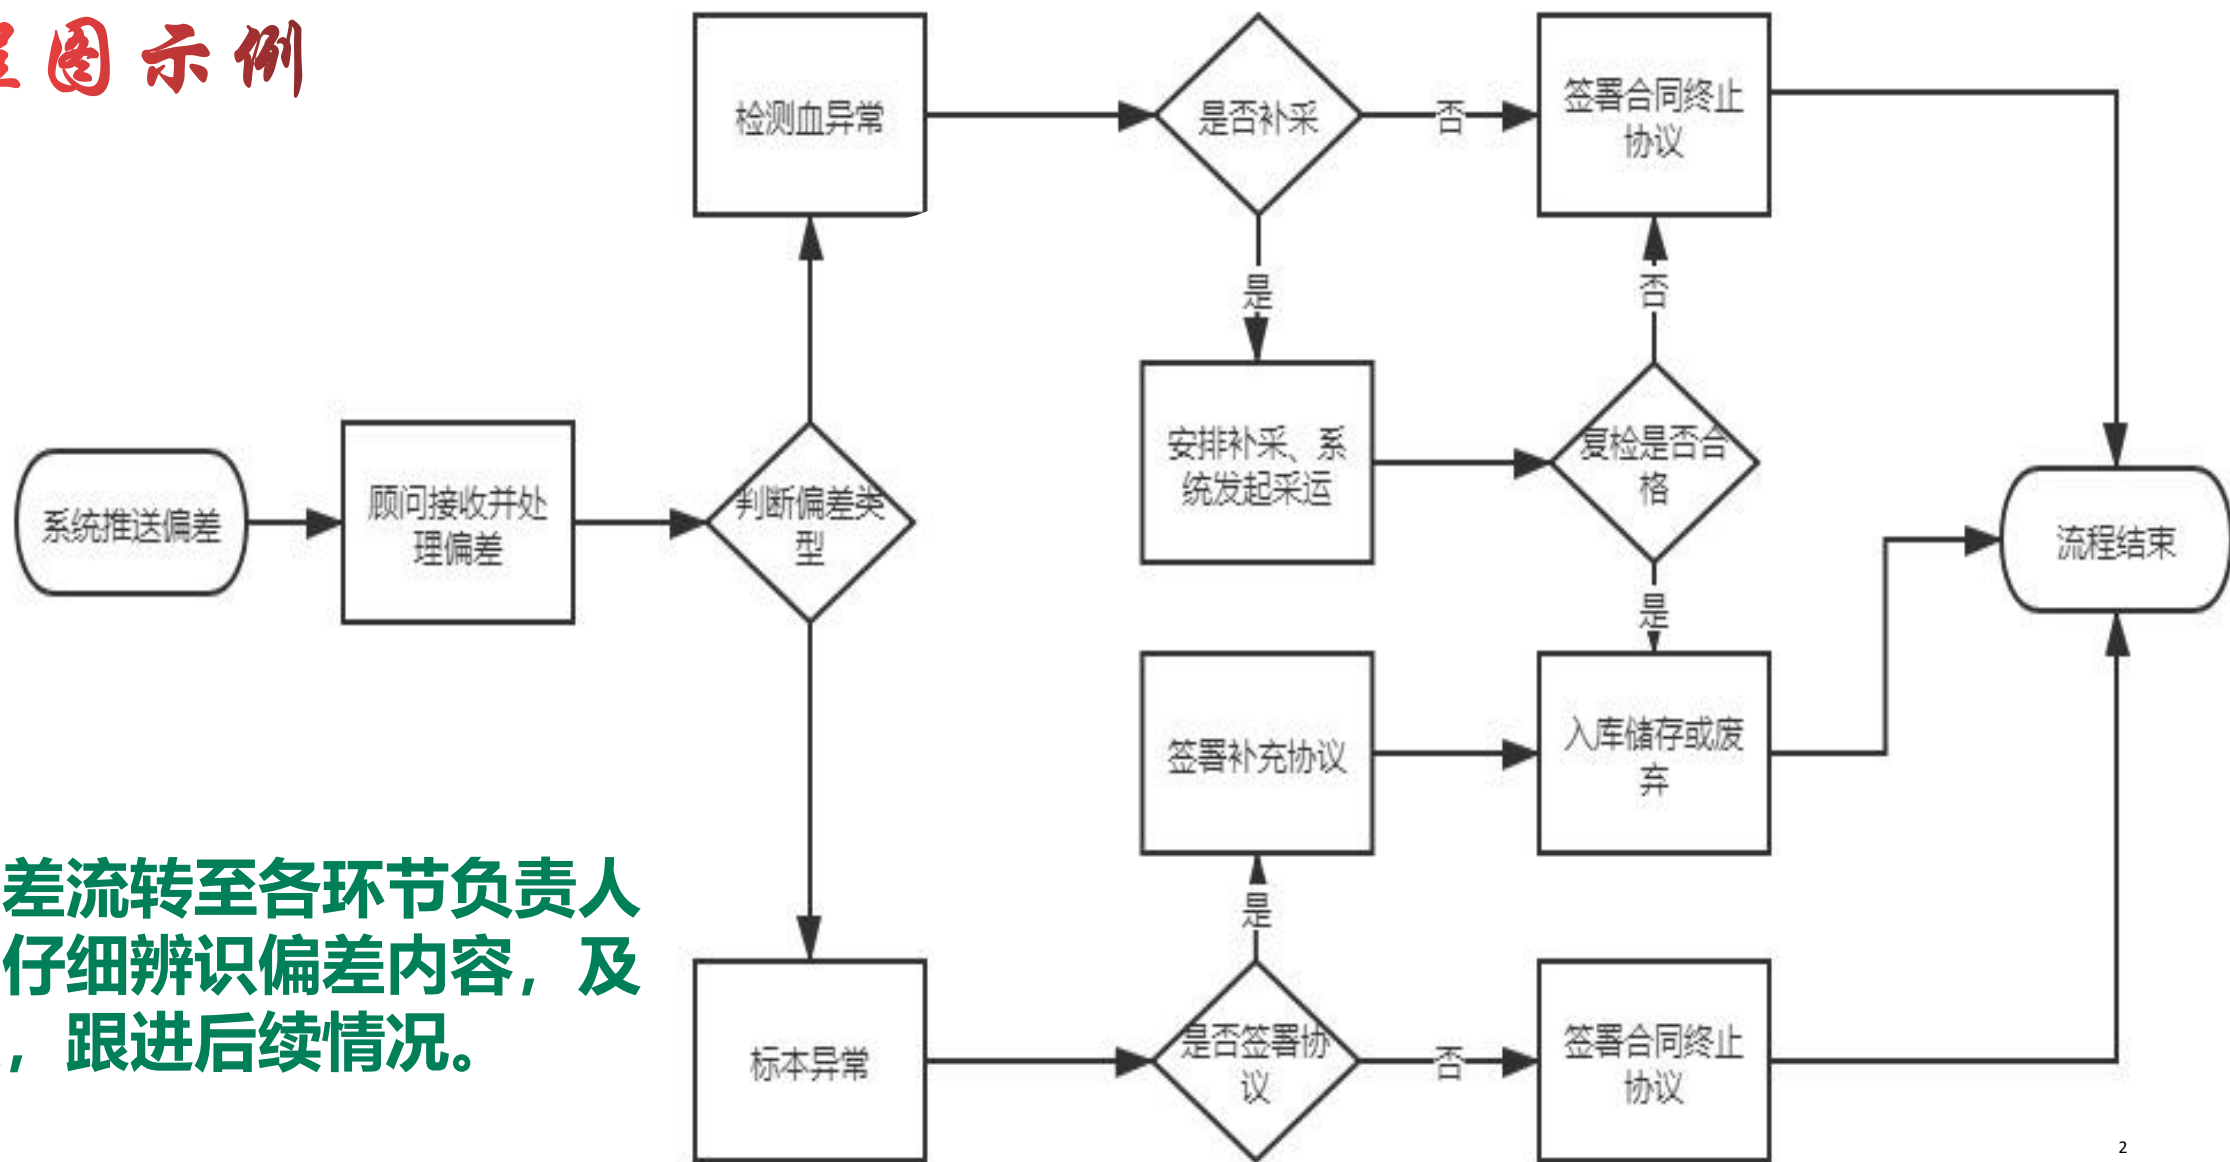 图示例
检测血异常
是否补采
否
签署合同终止
协议
是
否
系统推送偏差
顾问接收并处
理偏差
判断偏差类
型
安排补采、系
统发起采运
复检是否合
格
流程结束
是
签署补充协议
入库储存或废
弃
差流转至各环节负责人
仔细辨识偏差内容，及
，跟进后续情况。
是
标本异常
是否签署协
议
否
签署合同终止
协议
2